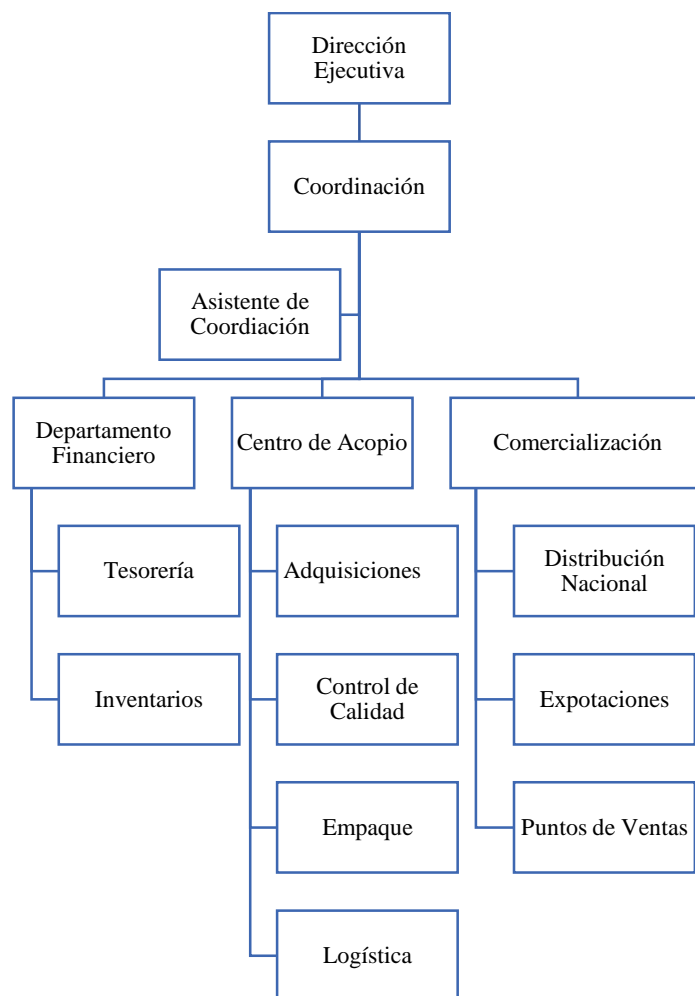 Dirección
Ejecutiva
Coordinación
Asistente de
Coordiación
Departamento
Financiero
Centro de Acopio
Comercialización
Tesorería
Adquisiciones
Distribución
Nacional
Inventarios
Control de
Calidad
Expotaciones
Empaque
Puntos de Ventas
Logística